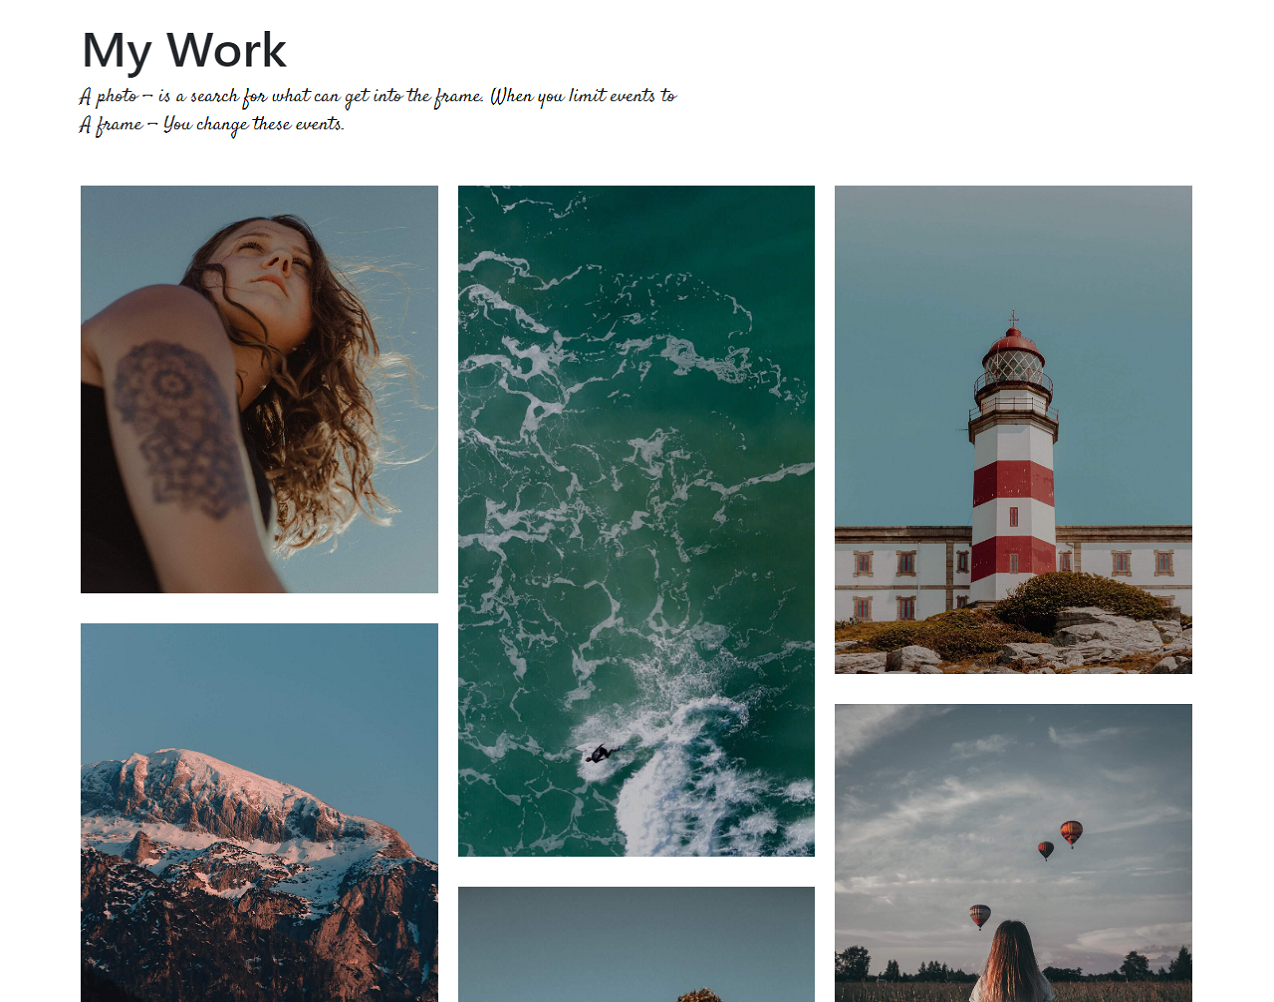 My Work
A photo – is a search for what can get into the frame. When you limit events to
A frame – You change these events.